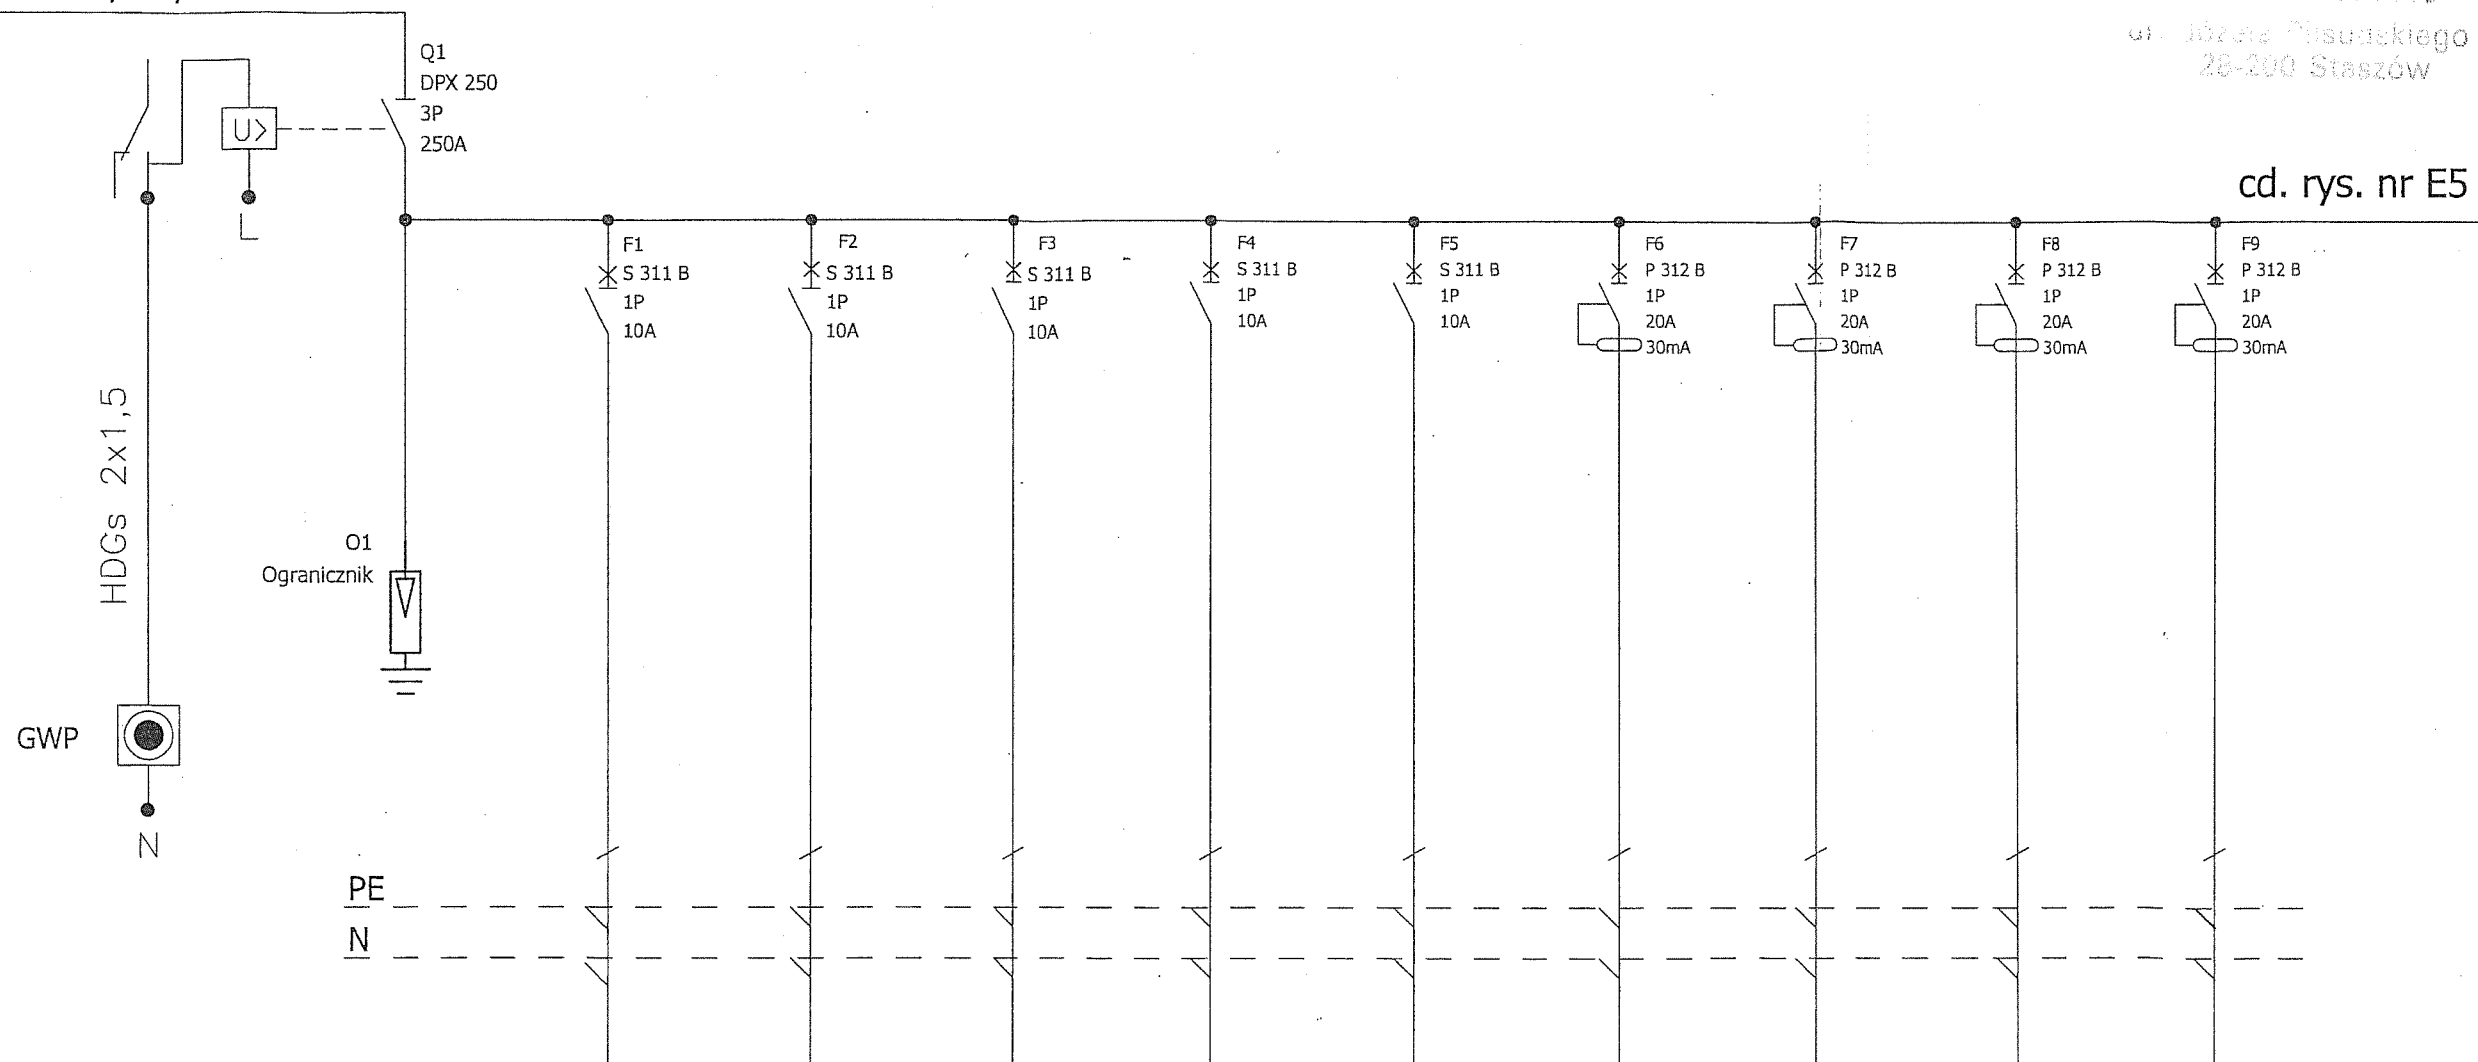 Q1
DPX 250
3P
250A
U>
L
28-200 Staszów
cd. rys. nr E5
F1
S 311 B
1P
10A
F2
S 311 B
1P
10A
F3
S 311 B
1P
10A
F4
S 311 B
1P
10A
F5
S 311 B
1P
10A
F6
P 312 B
1P
20A
30mA
F7
P 312 B
1P
20A
30mA
F8
P 312 B
1P
20A
30mA
F9
P 312 B
1P
20A
30mA
HDGs 2x1,5
O1
Ogranicznik
GWP
N
PE
N